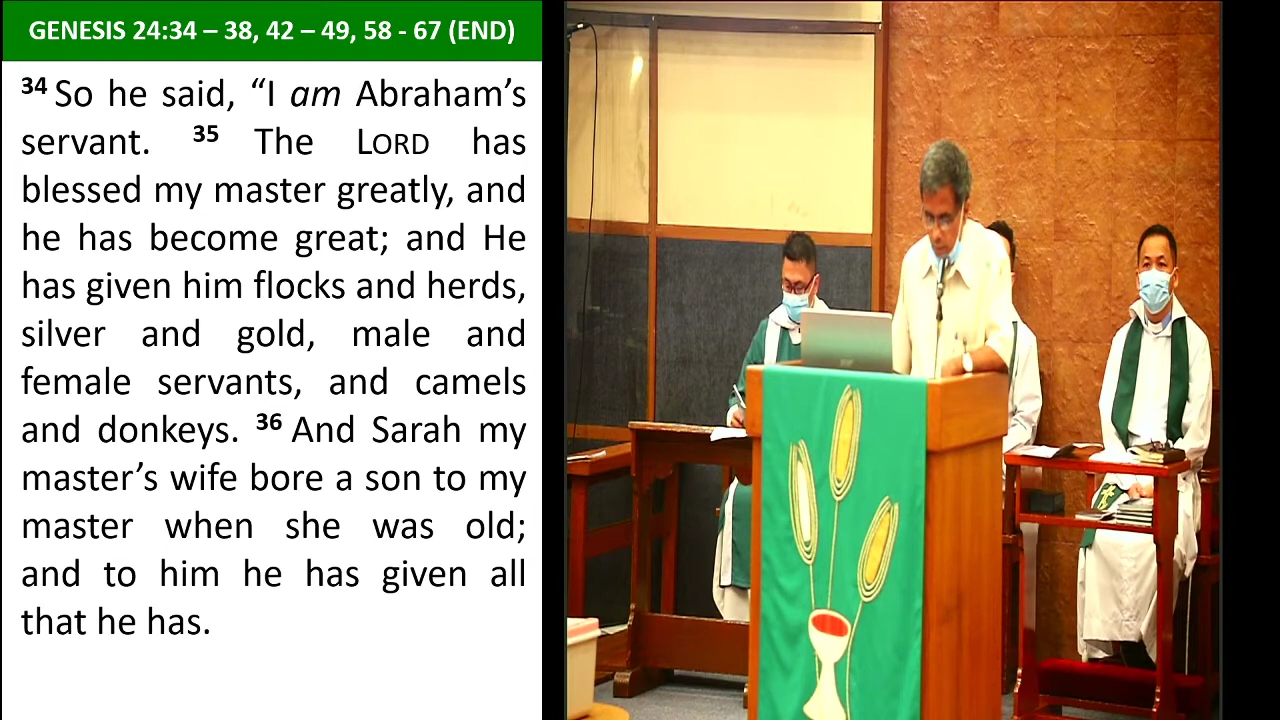 GENESIS 24:34 – 38, 42 – 49, 58 - 67 (END)
34 So he said, “I am Abraham’s
servant. 35 The LORD has
blessed my master greatly, and
he has become great; and He
has given him flocks and herds,
silver and gold, male and
female servants, and camels
and donkeys. 36 And Sarah my
master’s wife bore a son to my
master when she was old;
and to him he has given all
that he has.